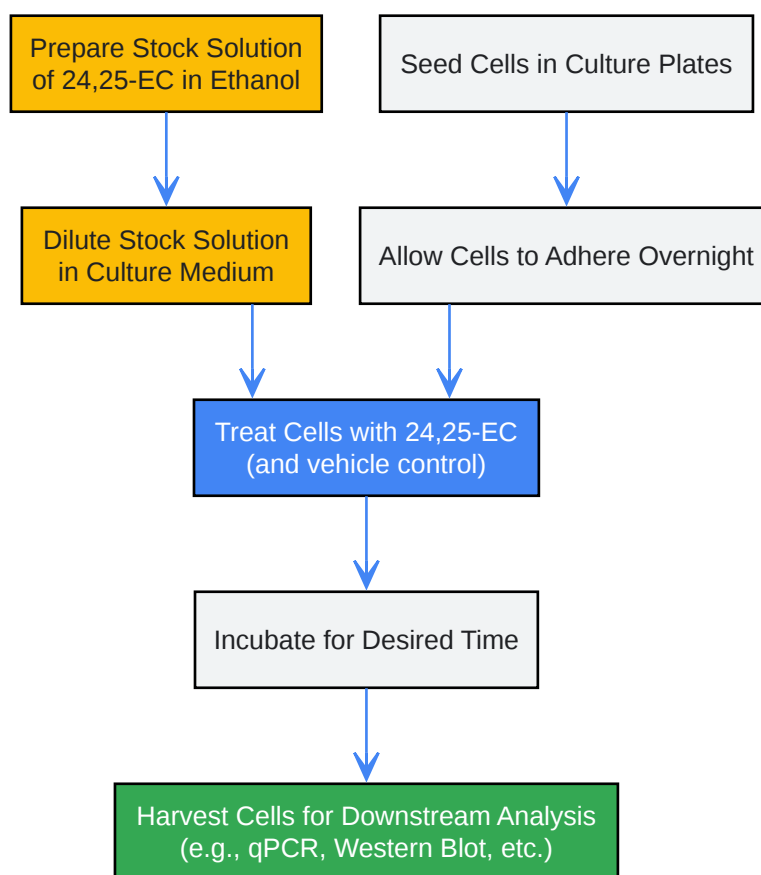 Prepare Stock Solution
of 24,25-EC in Ethanol
Seed Cells in Culture Plates
Dilute Stock Solution
in Culture Medium
Allow Cells to Adhere Overnight
Treat Cells with 24,25-EC
(and vehicle control)
Incubate for Desired Time
Harvest Cells for Downstream Analysis
(e.g., qPCR, Western Blot, etc.)